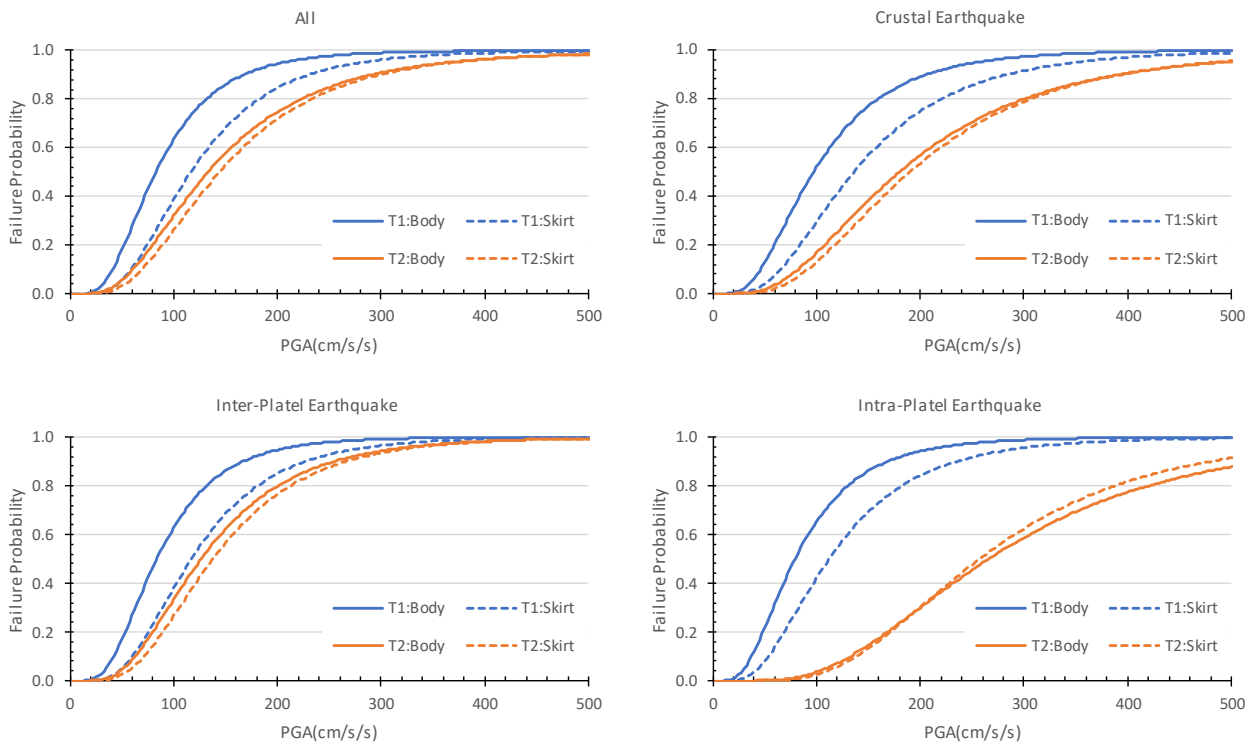 All
Failure Probability
1.0
0.8
0.6
0.4
0.2
0.0
T1:Body T1:Skirt
T2:Body T2:Skirt
0 100 200 300 400 500
PGA(cm/s/s)
Crustal Earthquake
Failure Probability
1.0
0.8
0.6
0.4
0.2
0.0
T1:Body T1:Skirt
T2:Body T2:Skirt
0 100 200 300 400 500
PGA(cm/s/s)
Inter-Platel Earthquake
Failure Probability
1.0
0.8
0.6
0.4
0.2
0.0
T1:Body T1:Skirt
T2:Body T2:Skirt
0 100 200 300 400 500
PGA(cm/s/s)
Intra-Platel Earthquake
Failure Probability
1.0
0.8
0.6
0.4
0.2
0.0
T1:Body T1:Skirt
T2:Body T2:Skirt
0 100 200 300 400 500
PGA(cm/s/s)